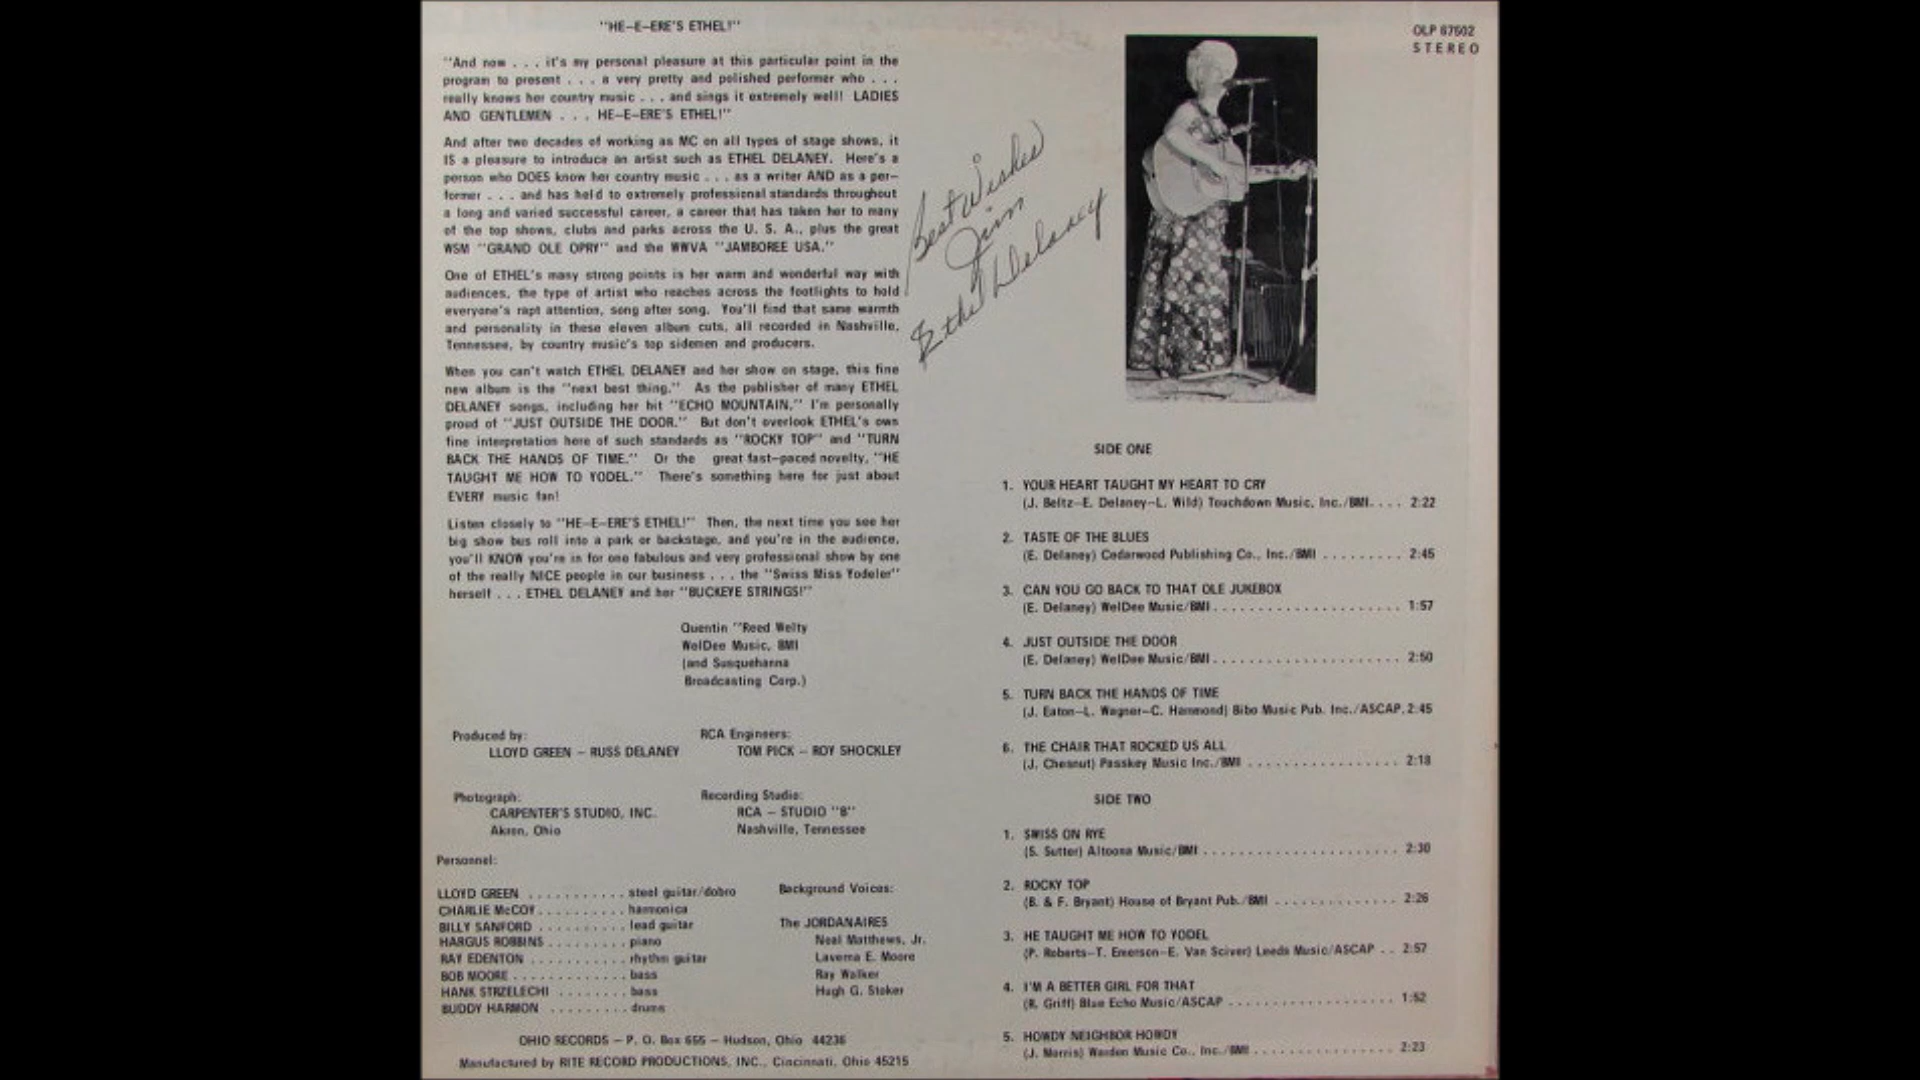 "HE–E–ERE'S ETHEL!"
"And now . . . it's my personal pleasure at this particular point in the
program to present . . . a very pretty and polished performer who . . .
really knows her country music . . . and sings it extremely well! LADIES
AND GENTLEMEN . . . HE–E–ERE'S ETHEL!"
And after two decades of working as MC on all types of stage shows, it
IS a pleasure to introduce an artist such as ETHEL DELANEY. Here's a
person who DOES know her country music . . . as a writer AND as a per–
former . . . and has held to extremely professional standards throughout
a long and varied successful career, a career that has taken her to many
of the top shows, clubs and parks across the U. S. A., plus the great
WSM "GRAND OLE OPRY" and the WWVA "JAMBOREE USA."
One of ETHEL's many strong points is her warm and wonderful way with
audiences, the type of artist who reaches across the footlights to hold
everyone's rapt attention, song after song. You'll find that same warmth
and personality in these eleven album cuts, all recorded in Nashville,
Tennessee, by country music's top sidemen and producers.
When you can't watch ETHEL DELANEY and her show on stage, this fine
new album is the "next best thing." As the publisher of many ETHEL
DELANEY songs, including her hit "ECHO MOUNTAIN," I'm personally
proud of "JUST OUTSIDE THE DOOR." But don't overlook ETHEL's own
fine interpretation here of such standards as "ROCKY TOP" and "TURN
BACK THE HANDS OF TIME." Or the great fast–paced novelty, "HE
TAUGHT ME HOW TO YODEL." There's something here for just about
EVERY music fan!
Listen closely to "HE–E–ERE'S ETHEL!" Then, the next time you see her
big show bus roll into a park or backstage, and you're in the audience,
you'll KNOW you're in for one fabulous and very professional show by one
of the really NICE people in our business . . . the "Swiss Miss Yodeler"
herself . . . ETHEL DELANEY and her "BUCKEYE STRINGS!"
Quentin "Reed Welty
WelDee Music, BMI
(and Susquehanna
Broadcasting Corp.)
Produced by:
LLOYD GREEN – RUSS DELANEY
RCA Engineers:
TOM PICK – ROY SHOCKLEY
Photograph:
CARPENTER'S STUDIO, INC.
Akron, Ohio
Recording Studio:
RCA – STUDIO "B"
Nashville, Tennessee
Personnel:
LLOYD GREEN . . . . . . . . . . . steel guitar/dobro
CHARLIE McCOY . . . . . . . . . . harmonica
BILLY SANFORD . . . . . . . . . . lead guitar
HARGUS ROBBINS . . . . . . . . . piano
RAY EDENTON . . . . . . . . . . . rhythm guitar
BOB MOORE . . . . . . . . . . . . . bass
HANK STRZELECHI . . . . . . . . bass
BUDDY HARMON . . . . . . . . . drums
Background Voices:
The JORDANAIRES
Neal Matthews, Jr.
Laverna E. Moore
Ray Walker
Hugh G. Stoker
OHIO RECORDS – P. O. Box 655 – Hudson, Ohio 44236
Manufactured by RITE RECORD PRODUCTIONS, INC., Cincinnati, Ohio 45215
Best Wishes
Jim
Ethel Delaney
OLP 67502
STEREO
SIDE ONE
1. YOUR HEART TAUGHT MY HEART TO CRY
(J. Beltz–E. Delaney–L. Wild) Touchdown Music, Inc./BMI. . . . 2:22
2. TASTE OF THE BLUES
(E. Delaney) Cedarwood Publishing Co., Inc./BMI . . . . . . . . . 2:45
3. CAN YOU GO BACK TO THAT OLE JUKEBOX
(E. Delaney) WelDee Music/BMI . . . . . . . . . . . . . . . . . . . . . 1:57
4. JUST OUTSIDE THE DOOR
(E. Delaney) WelDee Music/BMI . . . . . . . . . . . . . . . . . . . . . 2:50
5. TURN BACK THE HANDS OF TIME
(J. Eaton–L. Wagner–C. Hammond) Bibo Music Pub. Inc./ASCAP. 2:45
6. THE CHAIR THAT ROCKED US ALL
(J. Chesnut) Passkey Music Inc./BMI . . . . . . . . . . . . . . . . . 2:18
SIDE TWO
1. SWISS ON RYE
(S. Sutter) Altoona Music/BMI . . . . . . . . . . . . . . . . . . . . . . 2:30
2. ROCKY TOP
(B. & F. Bryant) House of Bryant Pub./BMI . . . . . . . . . . . . . . 2:26
3. HE TAUGHT ME HOW TO YODEL
(P. Roberts–T. Emerson–E. Van Sciver) Leeds Music/ASCAP . . 2:57
4. I'M A BETTER GIRL FOR THAT
(R. Griff) Blue Echo Music/ASCAP . . . . . . . . . . . . . . . . . . . 1:52
5. HOWDY NEIGHBOR HOWDY
(J. Morris) Warden Music Co., Inc./BMI . . . . . . . . . . . . . . . . 2:23